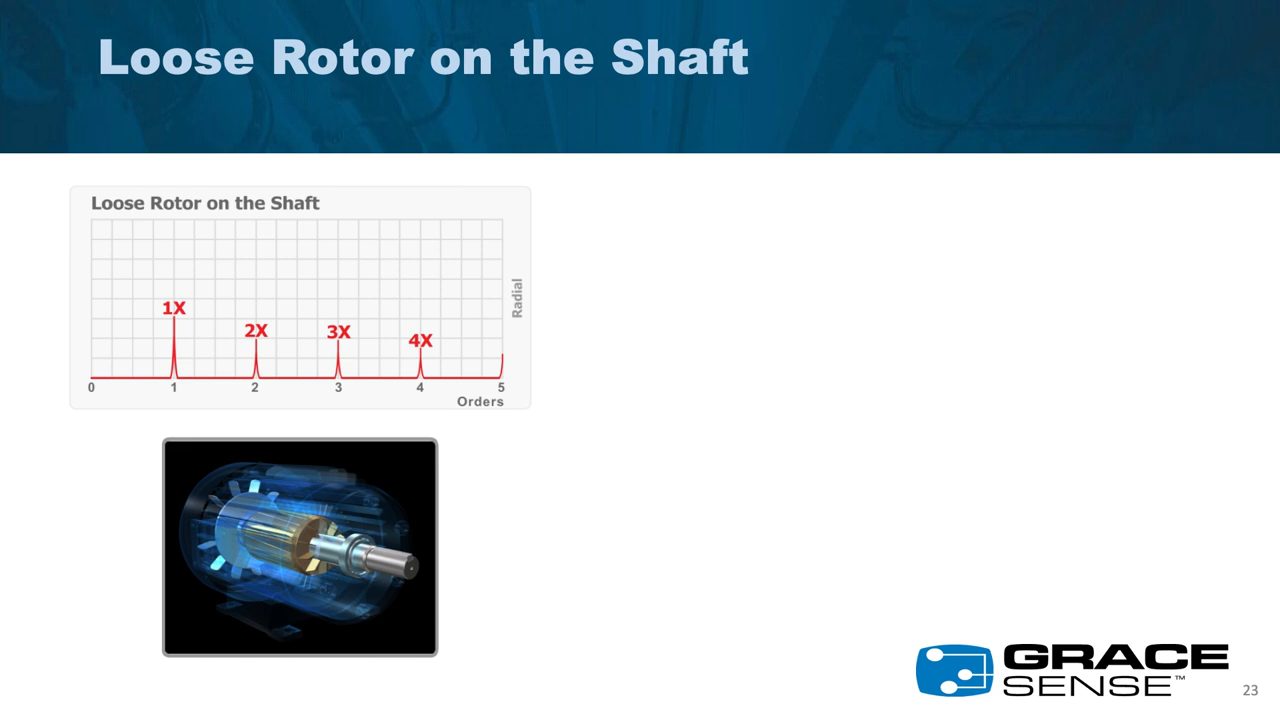 Loose Rotor on the Shaft
Loose Rotor on the Shaft
1X
2X
3X
4X
Radial
0 1 2 3 4 5
Orders
GRACE
SENSE™
23